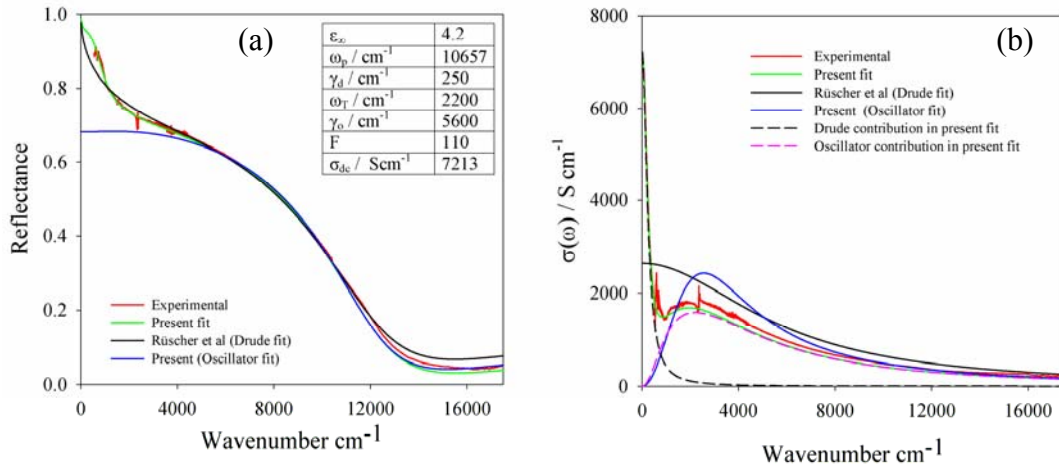 (a)
ε∞ 4.2
ωp / cm-1 10657
γd / cm-1 250
ωT / cm-1 2200
γo / cm-1 5600
F 110
σdc / Scm-1 7213
1.0
0.8
0.6
0.4
0.2
0.0
Reflectance
Experimental
Present fit
Rüscher et al (Drude fit)
Present (Oscillator fit)
0 4000 8000 12000 16000
Wavenumber cm-1
(b)
8000
6000
4000
2000
0
σ(ω) / S cm-1
Experimental
Present fit
Rüscher et al (Drude fit)
Present (Oscillator fit)
Drude contribution in present fit
Oscillator contribution in present fit
0 4000 8000 12000 16000
Wavenumber cm-1